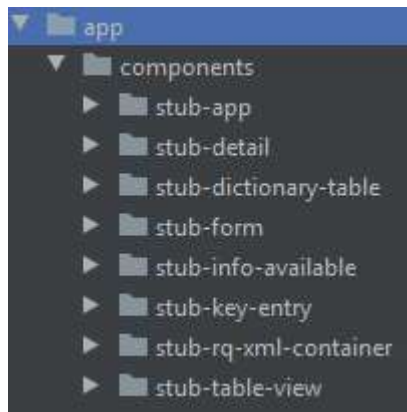 app
components
stub-app
stub-detail
stub-dictionary-table
stub-form
stub-info-available
stub-key-entry
stub-rq-xml-container
stub-table-view